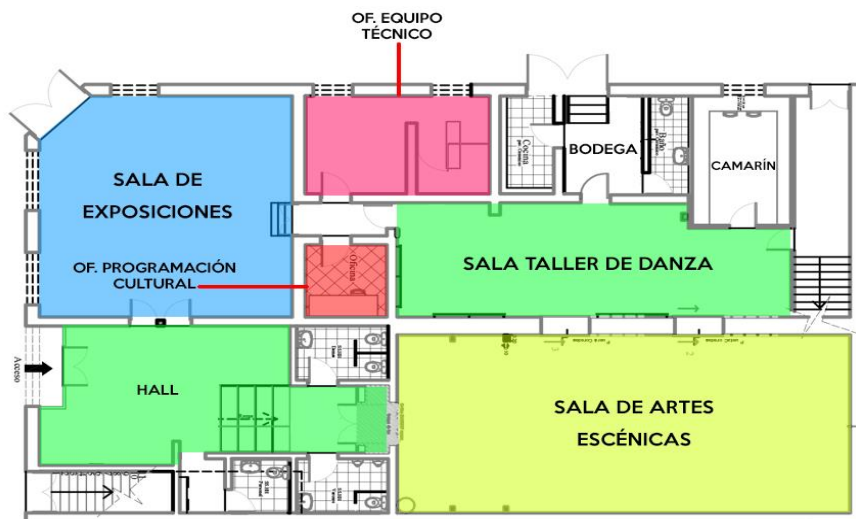 OF. EQUIPO
TÉCNICO
SALA DE
EXPOSICIONES
BODEGA
CAMARÍN
Cocina
Baño
OF. PROGRAMACIÓN
CULTURAL
Oficina
SALA TALLER DE DANZA
Acceso
HALL
SALA DE ARTES
ESCÉNICAS